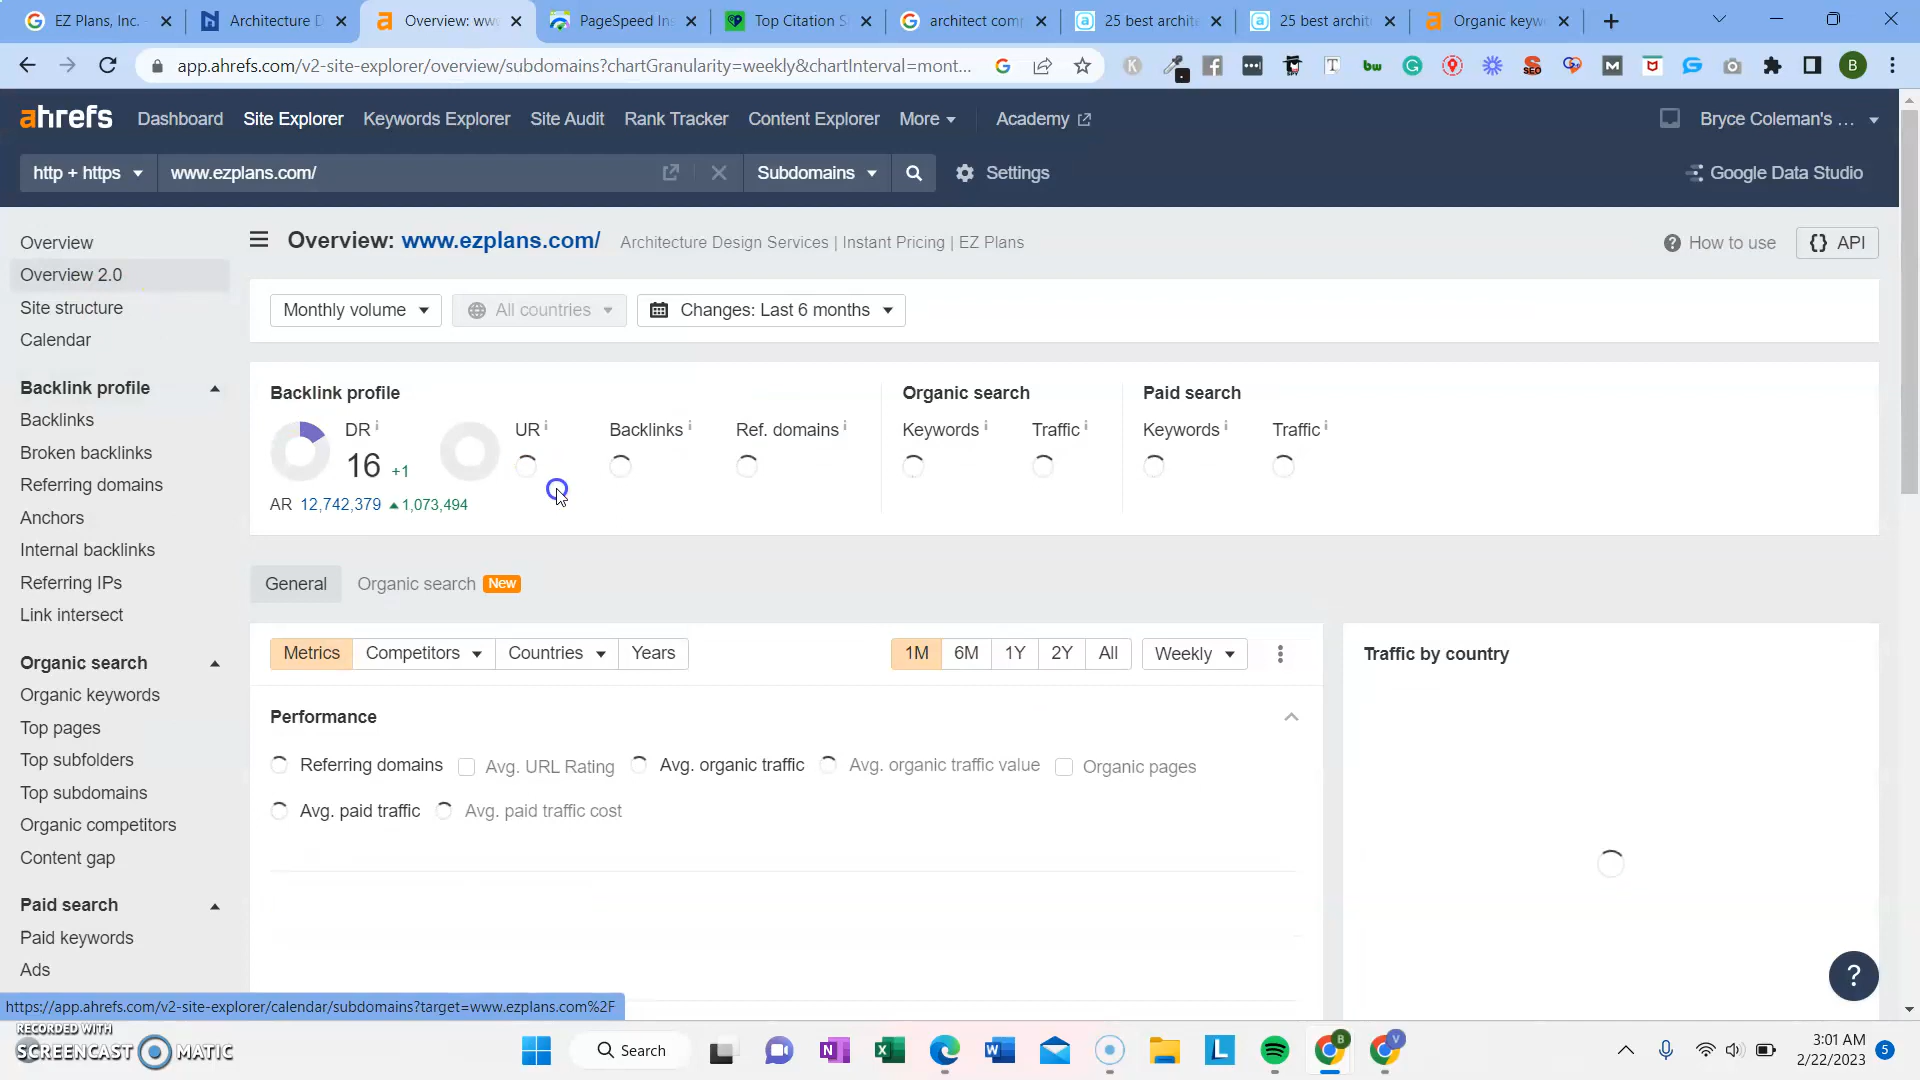 EZ Plans, Inc.
Architecture D
Overview: ww
PageSpeed Ins
Top Citation S
architect comp
25 best archite
25 best archit
Organic keyw
app.ahrefs.com/v2-site-explorer/overview/subdomains?chartGranularity=weekly&chartInterval=mont...
ahrefs Dashboard Site Explorer Keywords Explorer Site Audit Rank Tracker Content Explorer More Academy Bryce Coleman's ...
http + https www.ezplans.com/ Subdomains Settings Google Data Studio
Overview: www.ezplans.com/ Architecture Design Services | Instant Pricing | EZ Plans How to use {} API
Overview
Overview 2.0
Site structure
Calendar
Backlink profile
Backlinks
Broken backlinks
Referring domains
Anchors
Internal backlinks
Referring IPs
Link intersect
Organic search
Organic keywords
Top pages
Top subfolders
Top subdomains
Organic competitors
Content gap
Paid search
Paid keywords
Ads
Monthly volume All countries Changes: Last 6 months
Backlink profile Organic search Paid search
DR UR Backlinks Ref. domains Keywords Traffic Keywords Traffic
16 +1
AR 12,742,379 1,073,494
General Organic search New
Metrics Competitors Countries Years 1M 6M 1Y 2Y All Weekly
Traffic by country
Performance
Referring domains Avg. URL Rating Avg. organic traffic Avg. organic traffic value Organic pages
Avg. paid traffic Avg. paid traffic cost
?
https://app.ahrefs.com/v2-site-explorer/calendar/subdomains?target=www.ezplans.com%2F
RECORDED WITH
SCREENCAST MATIC
Search
3:01 AM
2/22/2023
5